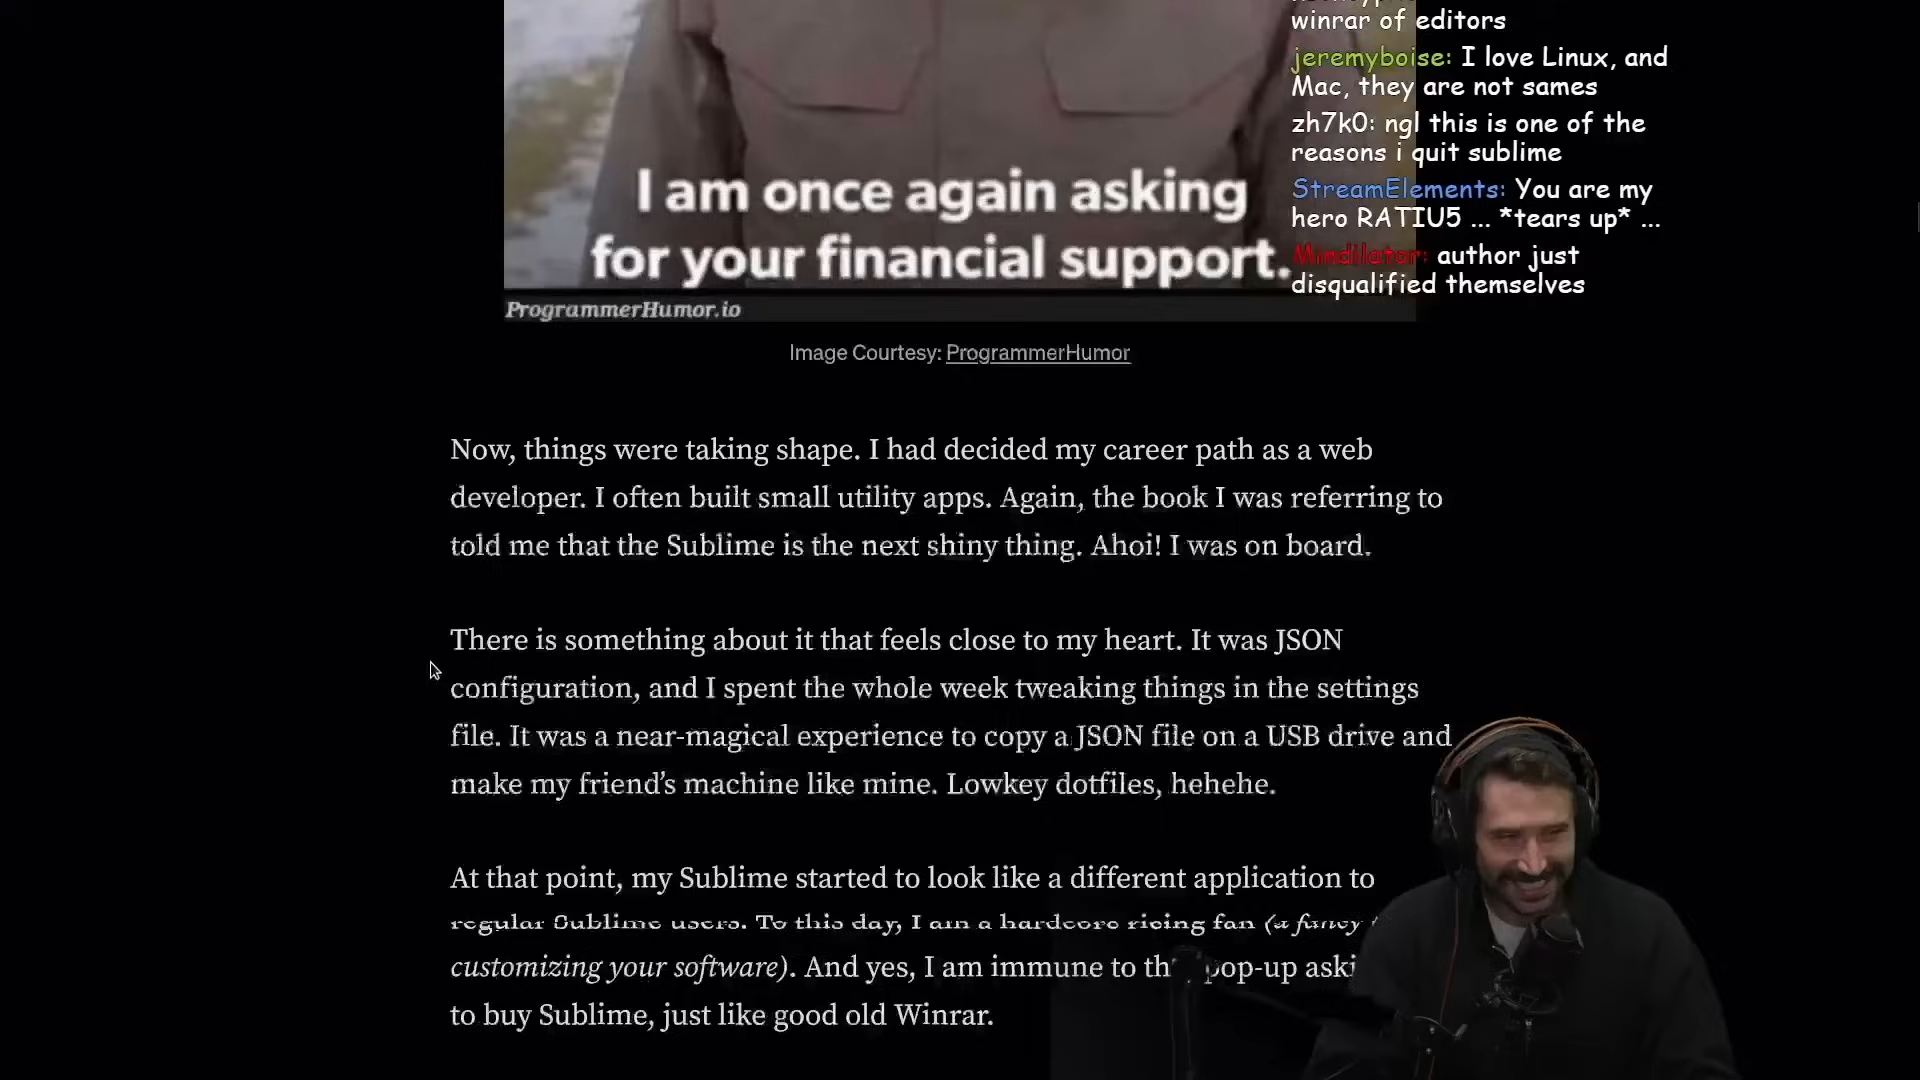 winrar of editors
jeremyboise: I love Linux, and
Mac, they are not sames
zh7k0: ngl this is one of the
reasons i quit sublime
StreamElements: You are my
hero RATIU5 ... *tears up* ...
Mindilator: author just
disqualified themselves
I am once again asking
for your financial support.
ProgrammerHumor.io
Image Courtesy: ProgrammerHumor
Now, things were taking shape. I had decided my career path as a web
developer. I often built small utility apps. Again, the book I was referring to
told me that the Sublime is the next shiny thing. Ahoi! I was on board.
There is something about it that feels close to my heart. It was JSON
configuration, and I spent the whole week tweaking things in the settings
file. It was a near-magical experience to copy a JSON file on a USB drive and
make my friend's machine like mine. Lowkey dotfiles, hehehe.
At that point, my Sublime started to look like a different application to
regular Sublime users. To this day, I am a hardcore ricing fan (a fancy
customizing your software). And yes, I am immune to pop-up
to buy Sublime, just like good old Winrar.